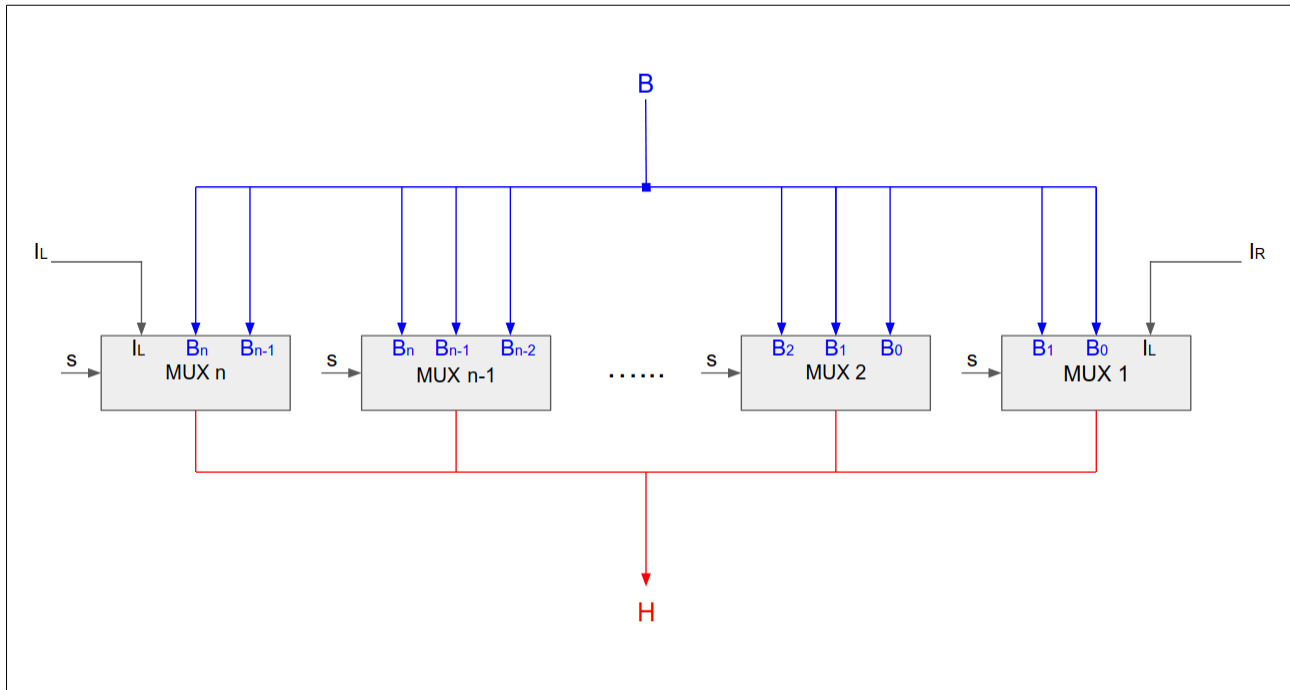 B
IL IR
IL Bn Bn-1 Bn Bn-1 Bn-2 B2 B1 B0 B1 B0 IL
s MUX n s MUX n-1 ...... s MUX 2 s MUX 1
H